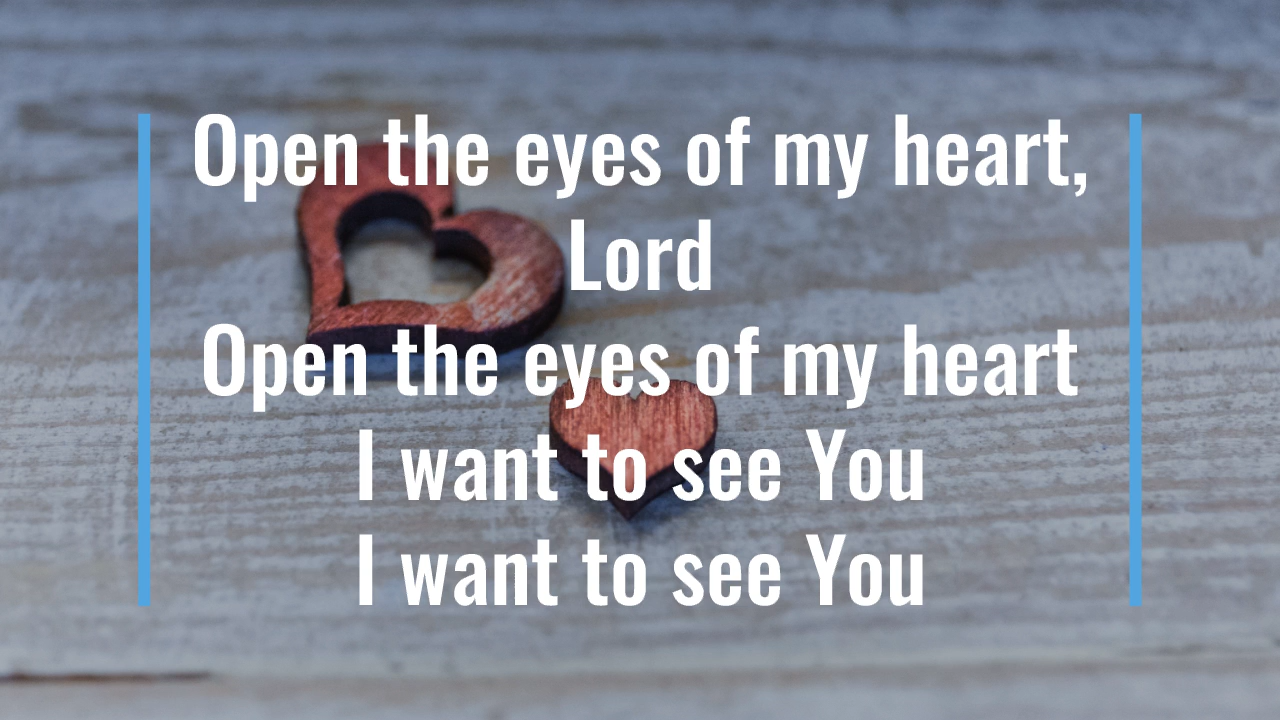 Open the eyes of my heart,
Lord
Open the eyes of my heart
I want to see You
I want to see You